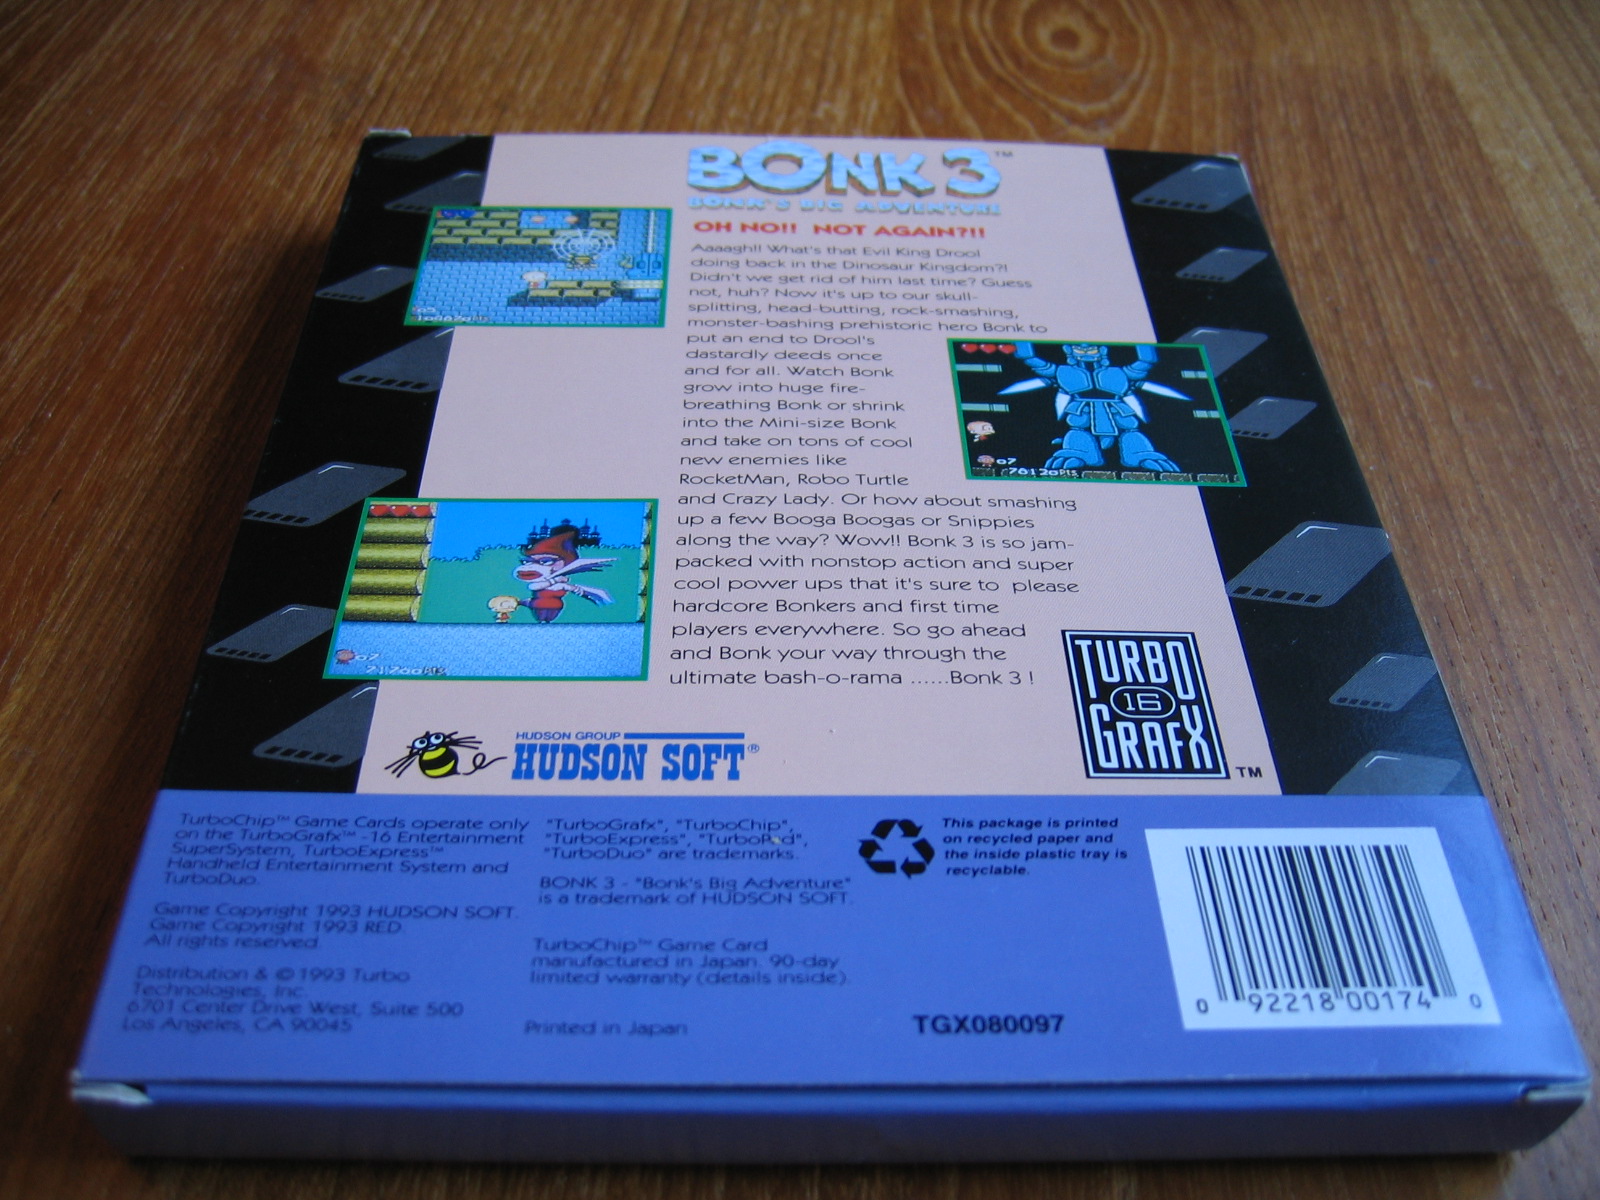 BONK 3™
BONK'S BIG ADVENTURE
OH NO!! NOT AGAIN?!!
Aaaagh!! What's that Evil King Drool
doing back in the Dinosaur Kingdom?!
Didn't we get rid of him last time? Guess
not, huh? Now it's up to our skull-
splitting, head-butting, rock-smashing,
monster-bashing prehistoric hero Bonk to
put an end to Drool's
dastardly deeds once
and for all. Watch Bonk
grow into huge fire-
breathing Bonk or shrink
into the Mini-size Bonk
and take on tons of cool
new enemies like
RocketMan, Robo Turtle
and Crazy Lady. Or how about smashing
up a few Booga Boogas or Snippies
along the way? Wow!! Bonk 3 is so jam-
packed with nonstop action and super
cool power ups that it's sure to please
hardcore Bonkers and first time
players everywhere. So go ahead
and Bonk your way through the
ultimate bash-o-rama ......Bonk 3 !
07
76120PTS
07
71200PTS
HUDSON GROUP
HUDSON SOFT®
TURBO
16
GRAFX
TM
TurboChip™ Game Cards operate only
on the TurboGrafx™ -16 Entertainment
SuperSystem, TurboExpress™
Handheld Entertainment System and
TurboDuo.
Game Copyright 1993 HUDSON SOFT.
Game Copyright 1993 RED.
All rights reserved.
Distribution & © 1993 Turbo
Technologies, Inc.
6701 Center Drive West, Suite 500
Los Angeles, CA 90045
"TurboGrafx", "TurboChip",
"TurboExpress", "TurboPad",
"TurboDuo" are trademarks.
BONK 3 - "Bonk's Big Adventure"
is a trademark of HUDSON SOFT.
TurboChip™ Game Card
manufactured in Japan. 90-day
limited warranty (details inside).
Printed in Japan
This package is printed
on recycled paper and
the inside plastic tray is
recyclable.
TGX080097
0 92218 00174 0